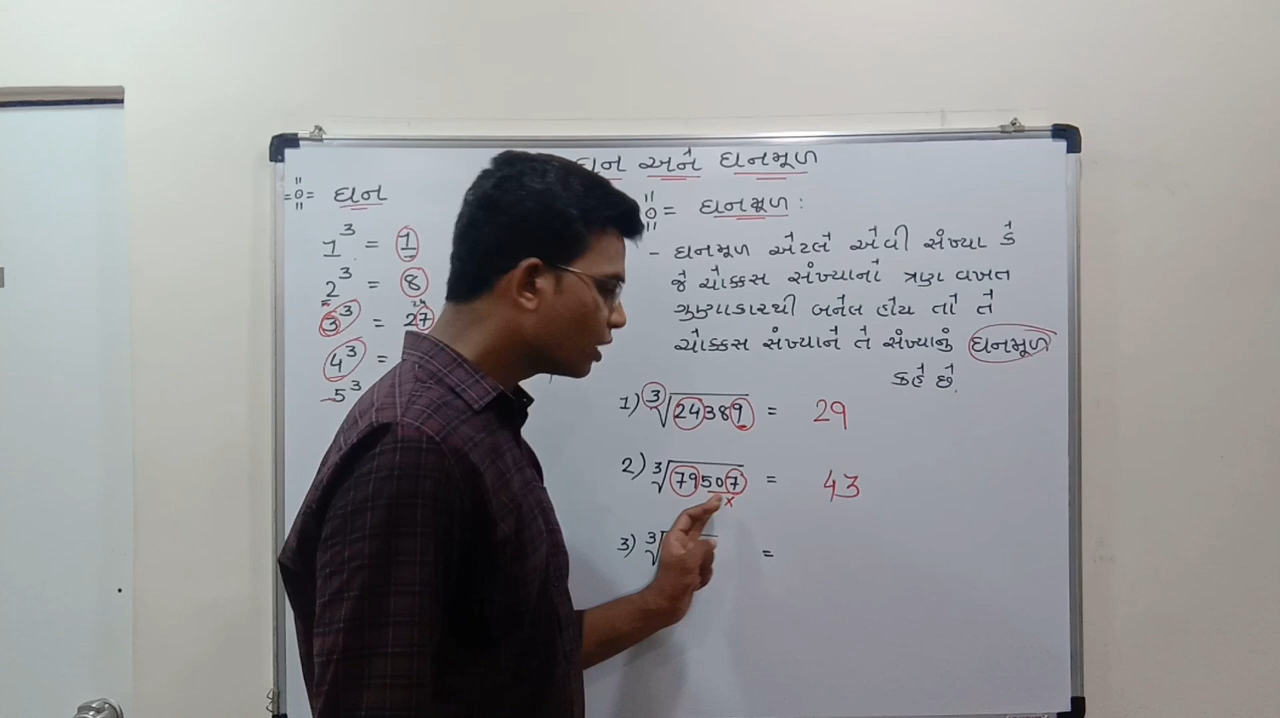 ઘન અને ઘનમૂળ
ઘન
1³ = 1
2³ = 8
3³ = 27
4³ =
5³
ઘનમૂળ :
- ઘનમૂળ એટલે એવી સંખ્યા કે
જે ચોક્કસ સંખ્યાનો ત્રણ વખત
ગુણાકારથી બનેલ હોય તો તે
ચોક્કસ સંખ્યાને તે સંખ્યાનું ઘનમૂળ
કહે છે.
1) ³√24389 = 29
2) ³√79507 = 43
x
3) ³√ =